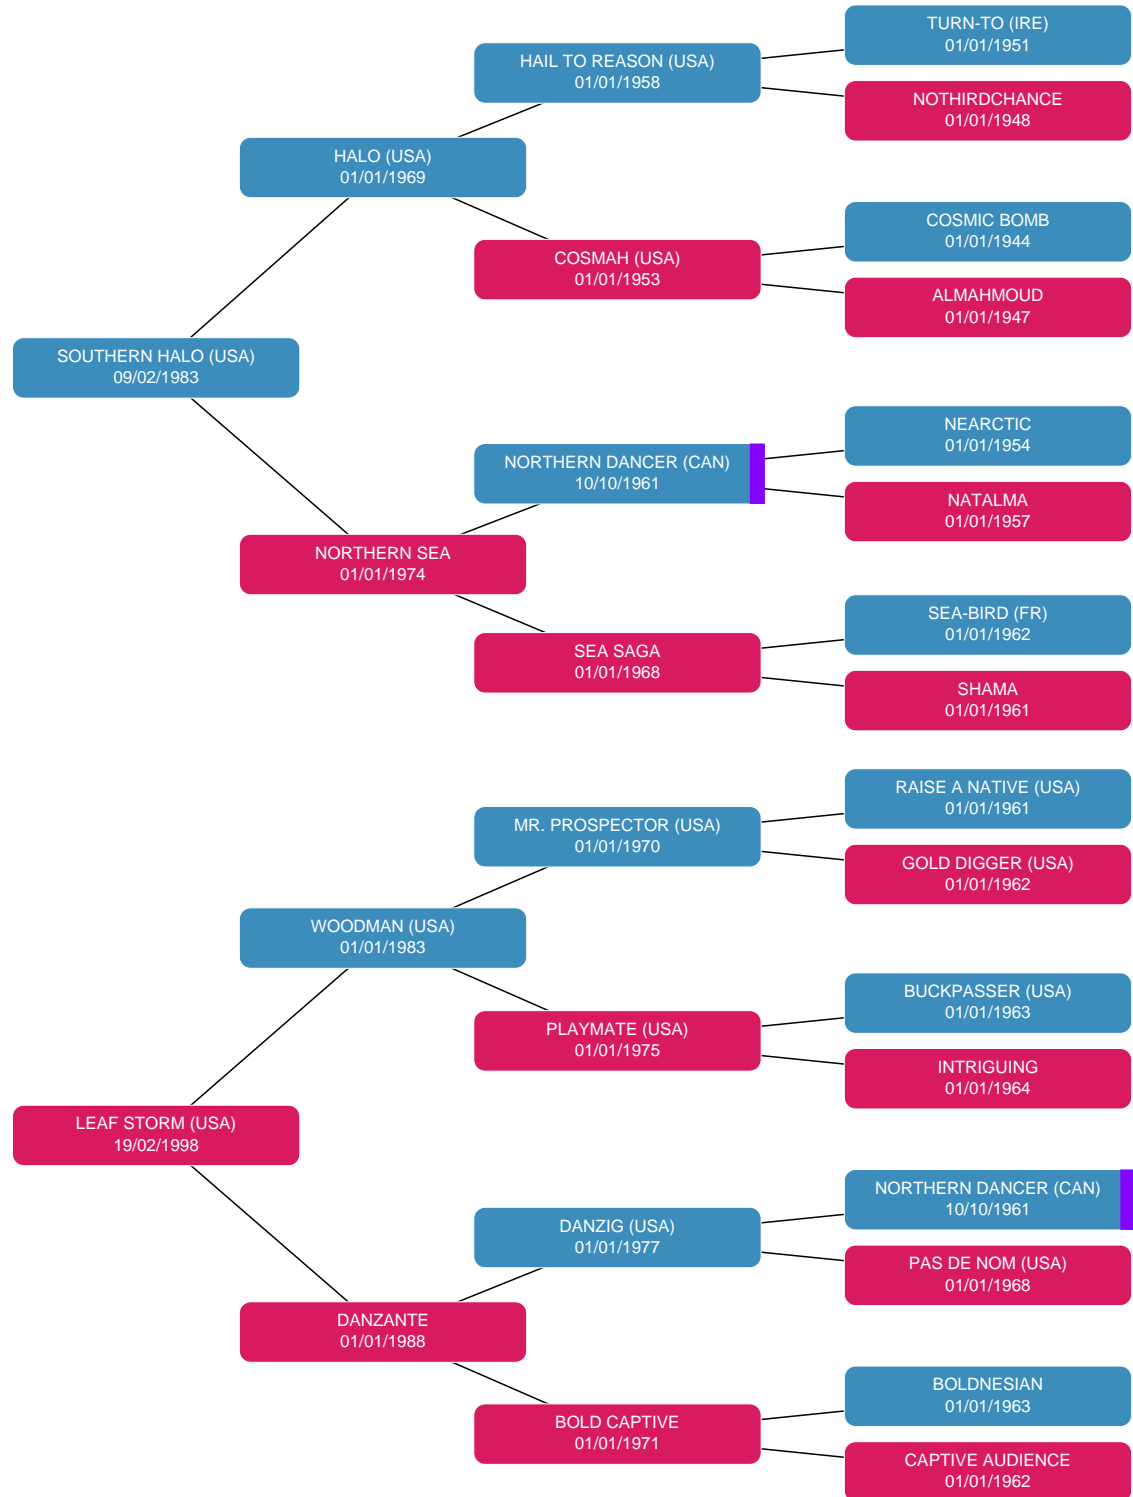 TURN-TO (IRE)
01/01/1951
HAIL TO REASON (USA)
01/01/1958
NOTHIRDCHANCE
01/01/1948
HALO (USA)
01/01/1969
COSMIC BOMB
01/01/1944
COSMAH (USA)
01/01/1953
ALMAHMOUD
01/01/1947
SOUTHERN HALO (USA)
09/02/1983
NEARCTIC
01/01/1954
NORTHERN DANCER (CAN)
10/10/1961
NATALMA
01/01/1957
NORTHERN SEA
01/01/1974
SEA-BIRD (FR)
01/01/1962
SEA SAGA
01/01/1968
SHAMA
01/01/1961
RAISE A NATIVE (USA)
01/01/1961
MR. PROSPECTOR (USA)
01/01/1970
GOLD DIGGER (USA)
01/01/1962
WOODMAN (USA)
01/01/1983
BUCKPASSER (USA)
01/01/1963
PLAYMATE (USA)
01/01/1975
INTRIGUING
01/01/1964
LEAF STORM (USA)
19/02/1998
NORTHERN DANCER (CAN)
10/10/1961
DANZIG (USA)
01/01/1977
PAS DE NOM (USA)
01/01/1968
DANZANTE
01/01/1988
BOLDNESIAN
01/01/1963
BOLD CAPTIVE
01/01/1971
CAPTIVE AUDIENCE
01/01/1962